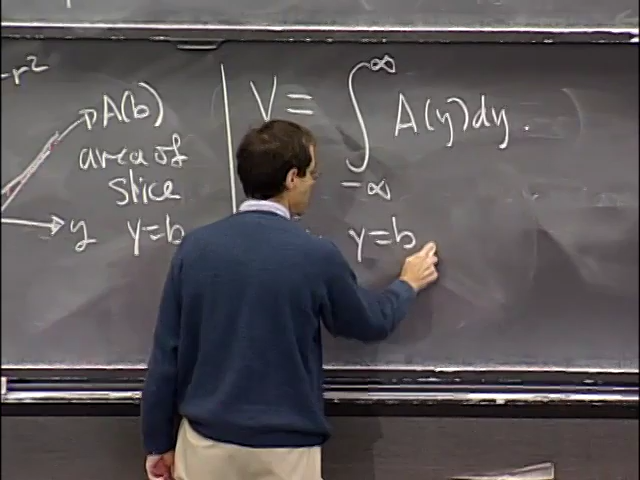 -r²
A(b)
area of
slice
y y=b
V = ∫_{-∞}^{∞} A(y)dy.
y=b